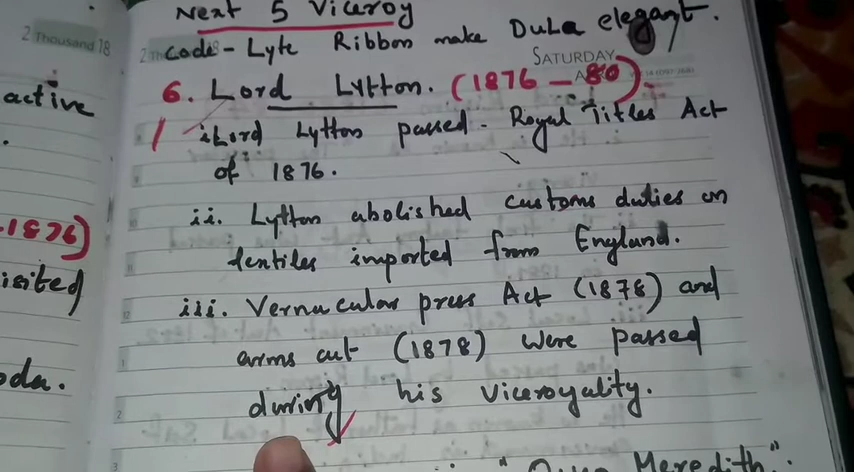 Next 5 Viceroy
2 Thousand 18
Code - Lyte Ribbon make Dula elegant.
SATURDAY
6. Lord Lytton. (1876 - 80).
active
i. Lord Lytton passed - Royal Titles Act
of 1876.
ii. Lytton abolished customs duties on
1876)
textiles imported from England.
isited
iii. Vernacular press Act (1878) and
arms act (1878) were passed
oda.
during his viceroyality.
Meredith".